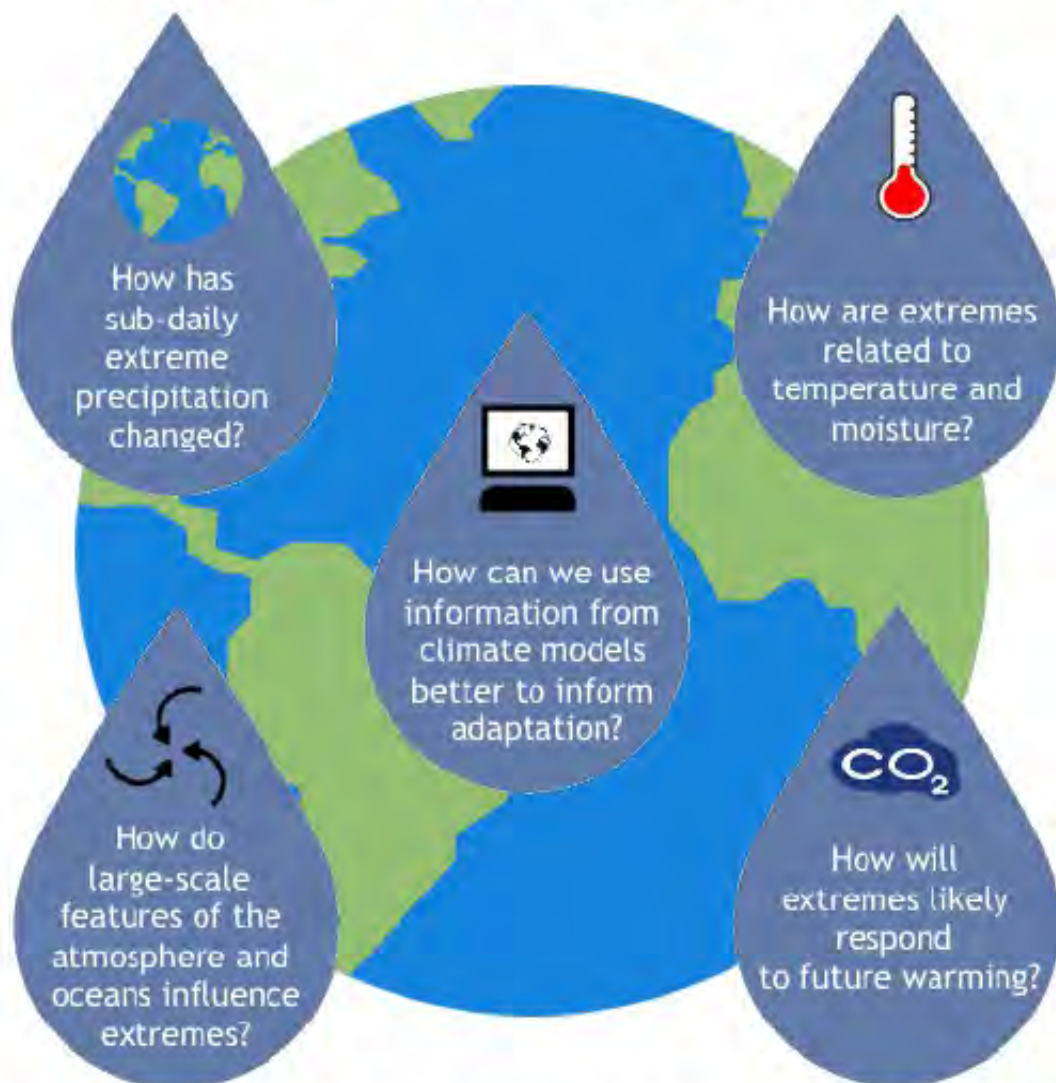 How has
sub-daily
extreme
precipitation
changed?
How are extremes
related to
temperature and
moisture?
How can we use
information from
climate models
better to inform
adaptation?
How do
large-scale
features of the
atmosphere and
oceans influence
extremes?
CO₂
How will
extremes likely
respond
to future warming?